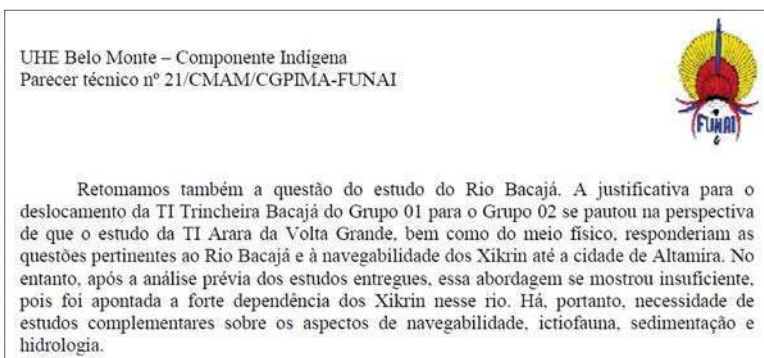 UHE Belo Monte – Componente Indígena
Parecer técnico nº 21/CMAM/CGPIMA-FUNAI
FUNAI
Retomamos também a questão do estudo do Rio Bacajá. A justificativa para o
deslocamento da TI Trincheira Bacajá do Grupo 01 para o Grupo 02 se pautou na perspectiva
de que o estudo da TI Arara da Volta Grande, bem como do meio físico, responderiam as
questões pertinentes ao Rio Bacajá e à navegabilidade dos Xikrin até a cidade de Altamira. No
entanto, após a análise prévia dos estudos entregues, essa abordagem se mostrou insuficiente,
pois foi apontada a forte dependência dos Xikrin nesse rio. Há, portanto, necessidade de
estudos complementares sobre os aspectos de navegabilidade, ictiofauna, sedimentação e
hidrologia.